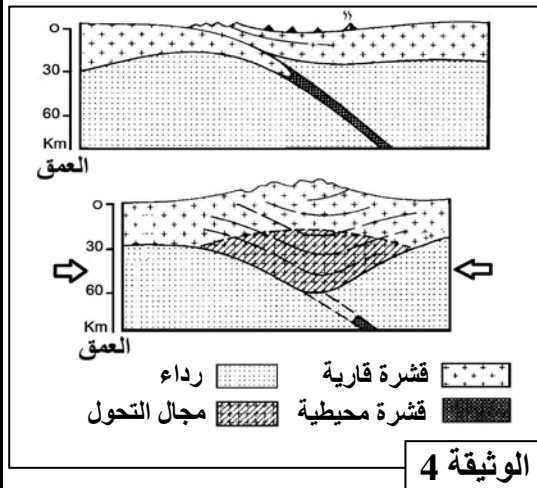 0
30
60
Km
العمق
0
30
60
Km
العمق
قشرة قارية
رداء
قشرة محيطية
مجال التحول
الوثيقة 4